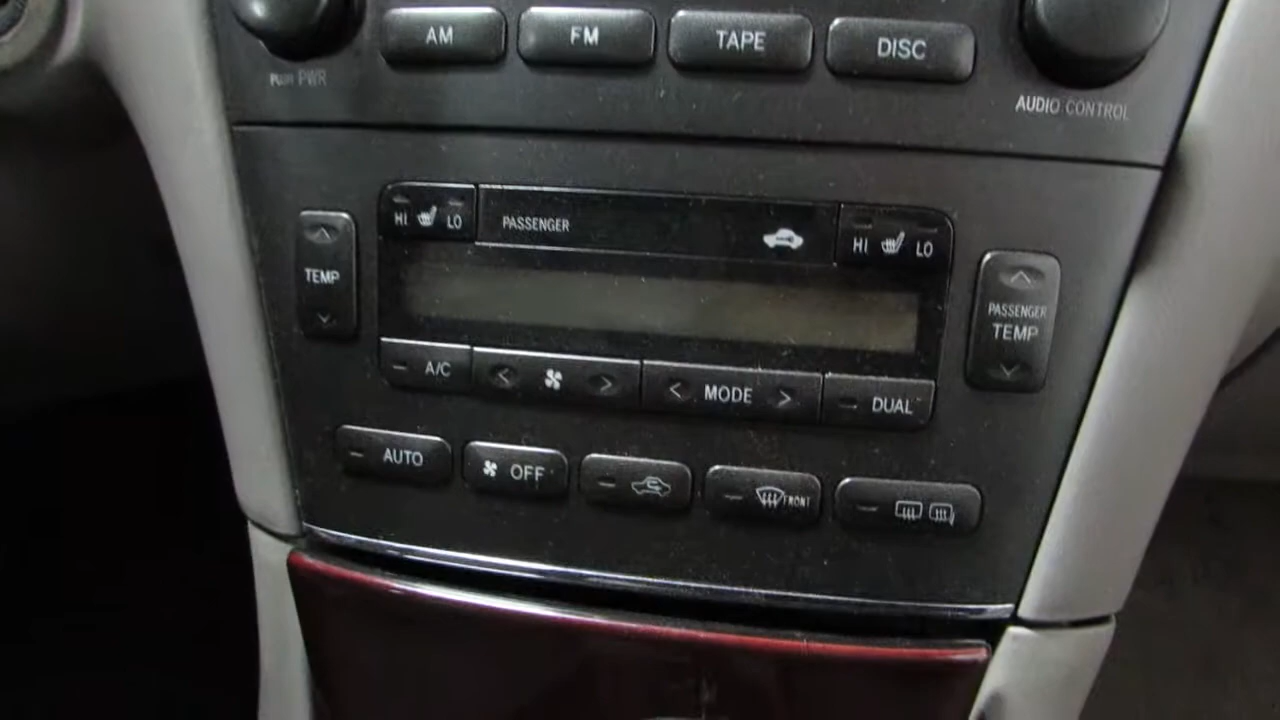 AM FM TAPE DISC
PUSH PWR
AUDIO CONTROL
HI LO PASSENGER HI LO
TEMP
PASSENGER
TEMP
A/C MODE DUAL
AUTO OFF FRONT